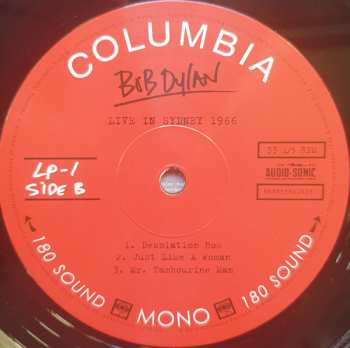 COLUMBIA
BOB DYLAN
LIVE IN SYDNEY 1966
LP-1
SIDE B
33 1/3 RPM
AUDIO-SONIC
1. Desolation Row
2. Just Like A Woman
3. Mr. Tambourine Man
180 SOUND MONO 180 SOUND